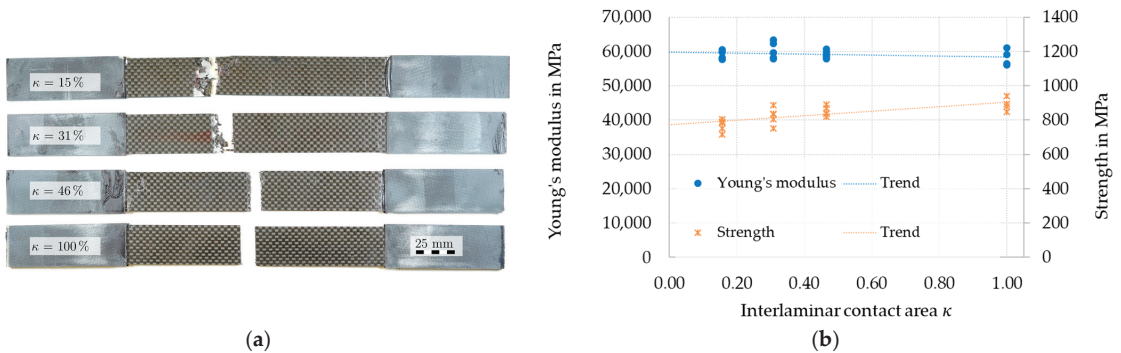 κ = 15 %
κ = 31 %
κ = 46 %
κ = 100 %
25 mm
(a)
Young's modulus in MPa
70,000
60,000
50,000
40,000
30,000
20,000
10,000
0
1400
1200
1000
800
600
400
200
0
Strength in MPa
Young's modulus
Trend
Strength
Trend
0.00 0.20 0.40 0.60 0.80 1.00
Interlaminar contact area κ
(b)